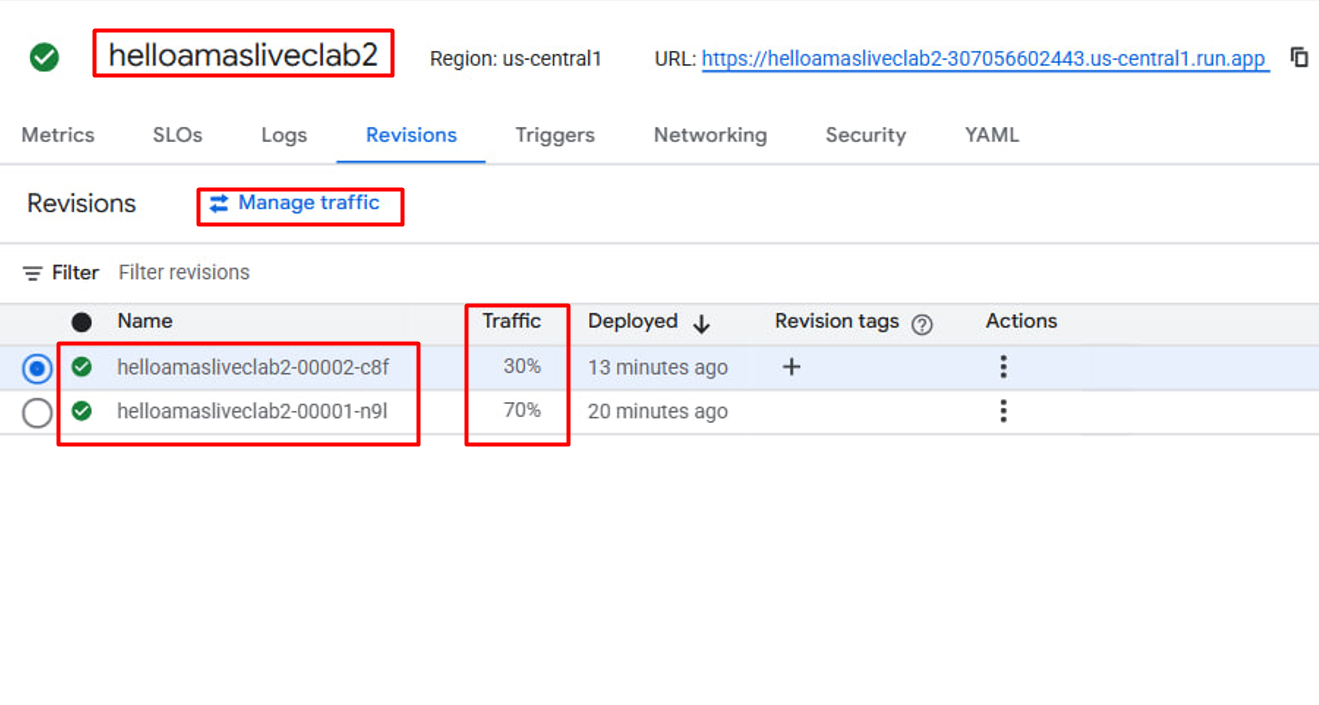 helloamasliveclab2 Region: us-central1 URL: https://helloamasliveclab2-307056602443.us-central1.run.app
Metrics SLOs Logs Revisions Triggers Networking Security YAML
Revisions Manage traffic
Filter Filter revisions
Name Traffic Deployed Revision tags Actions
helloamasliveclab2-00002-c8f 30% 13 minutes ago +
helloamasliveclab2-00001-n9l 70% 20 minutes ago